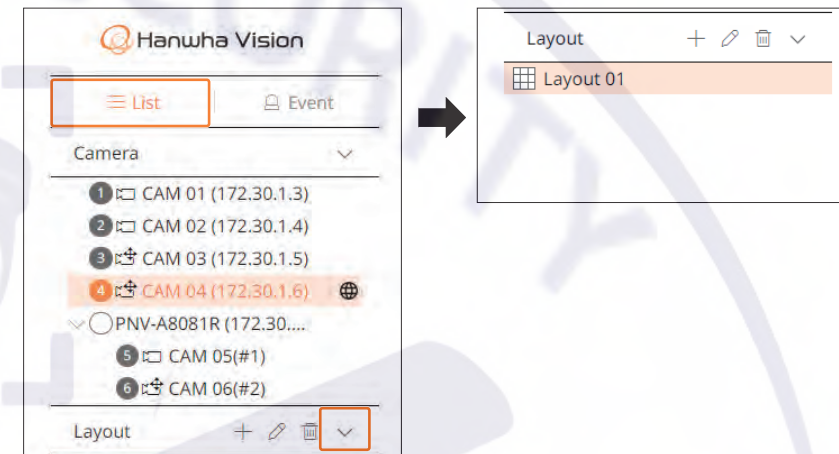 Hanwha Vision
List
Event
Camera
1 CAM 01 (172.30.1.3)
2 CAM 02 (172.30.1.4)
3 CAM 03 (172.30.1.5)
4 CAM 04 (172.30.1.6)
PNV-A8081R (172.30....
5 CAM 05(#1)
6 CAM 06(#2)
Layout
Layout
Layout 01